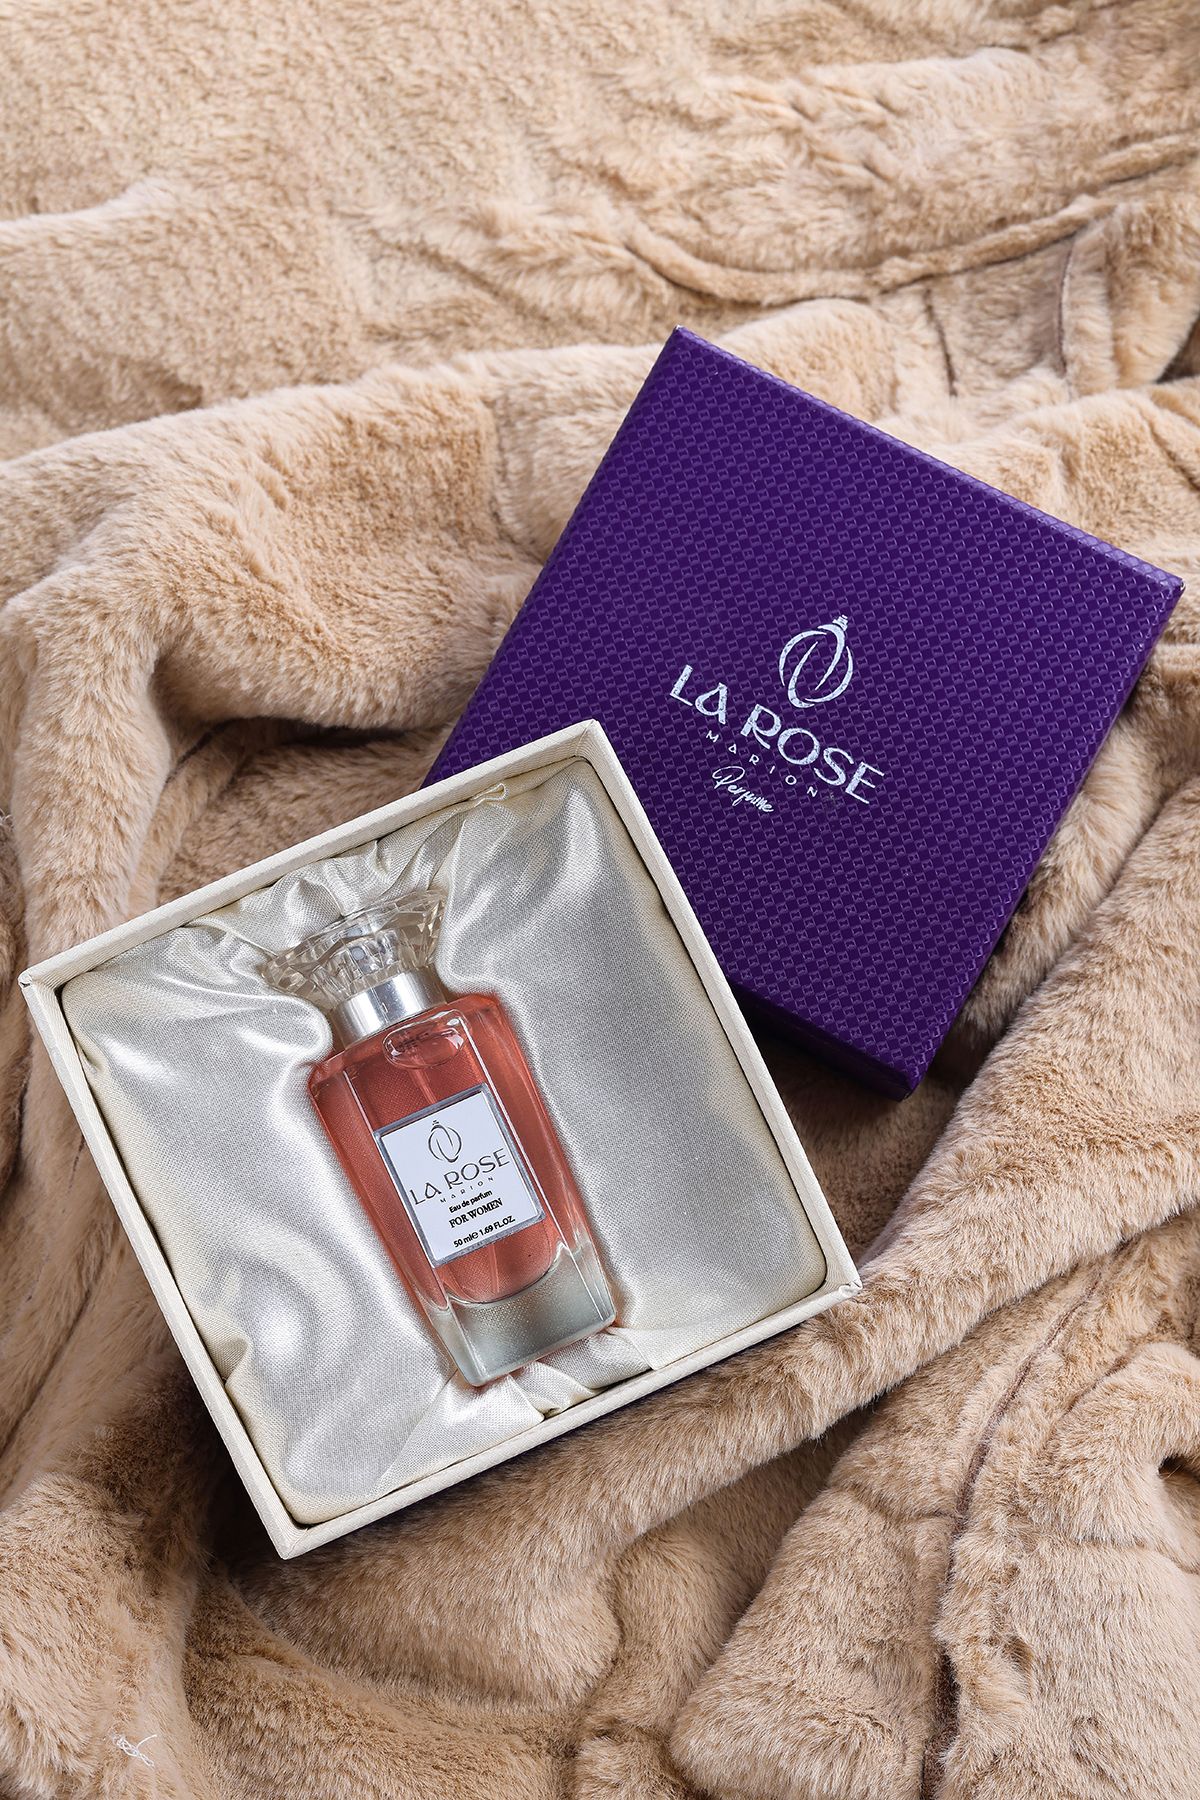 LA ROSE
MARION
Perfume
LA ROSE
MARION
Eau de parfum
FOR WOMEN
50 ml℮ 1.69 FL.OZ.